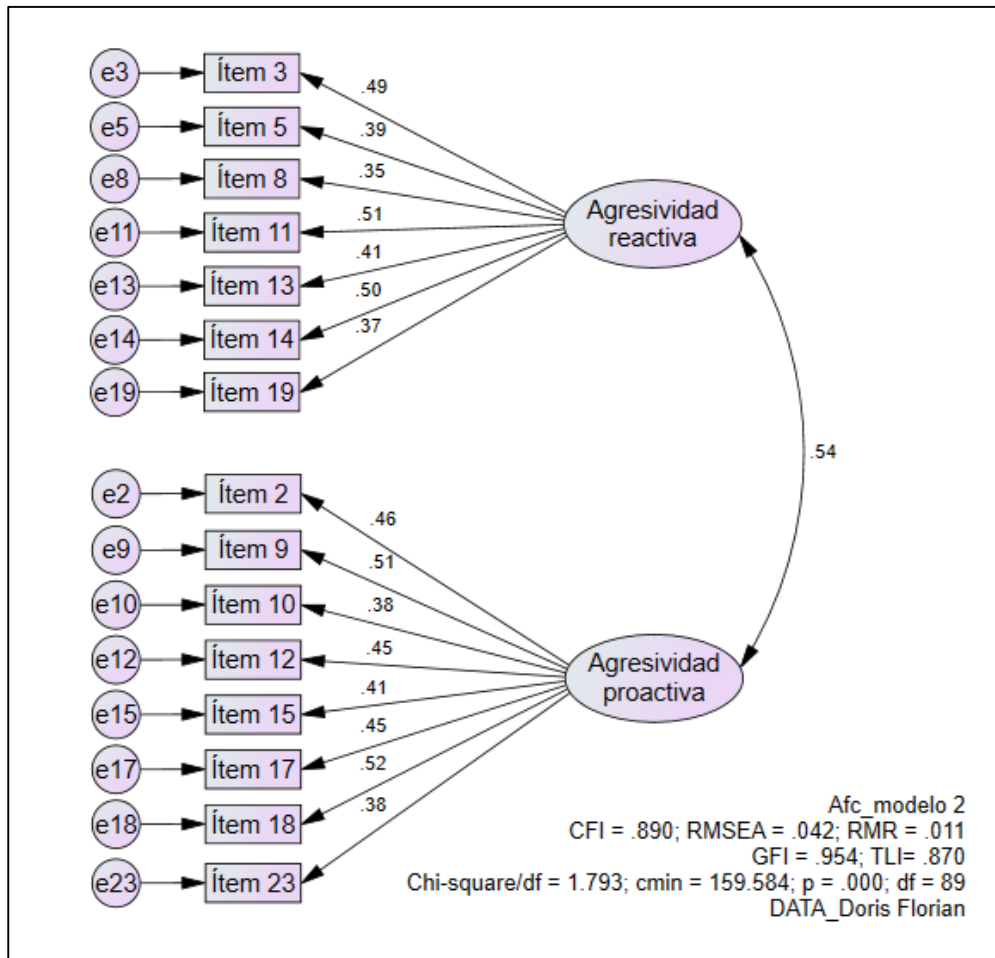 e3 Ítem 3
.49
e5 Ítem 5
.39
e8 Ítem 8
.35
e11 Ítem 11
.51
Agresividad
reactiva
e13 Ítem 13
.41
e14 Ítem 14
.50
e19 Ítem 19
.37
.54
e2 Ítem 2
.46
e9 Ítem 9
.51
e10 Ítem 10
.38
e12 Ítem 12
.45
Agresividad
proactiva
e15 Ítem 15
.41
e17 Ítem 17
.45
e18 Ítem 18
.52
e23 Ítem 23
.38
Afc_modelo 2
CFI = .890; RMSEA = .042; RMR = .011
GFI = .954; TLI= .870
Chi-square/df = 1.793; cmin = 159.584; p = .000; df = 89
DATA_Doris Florian